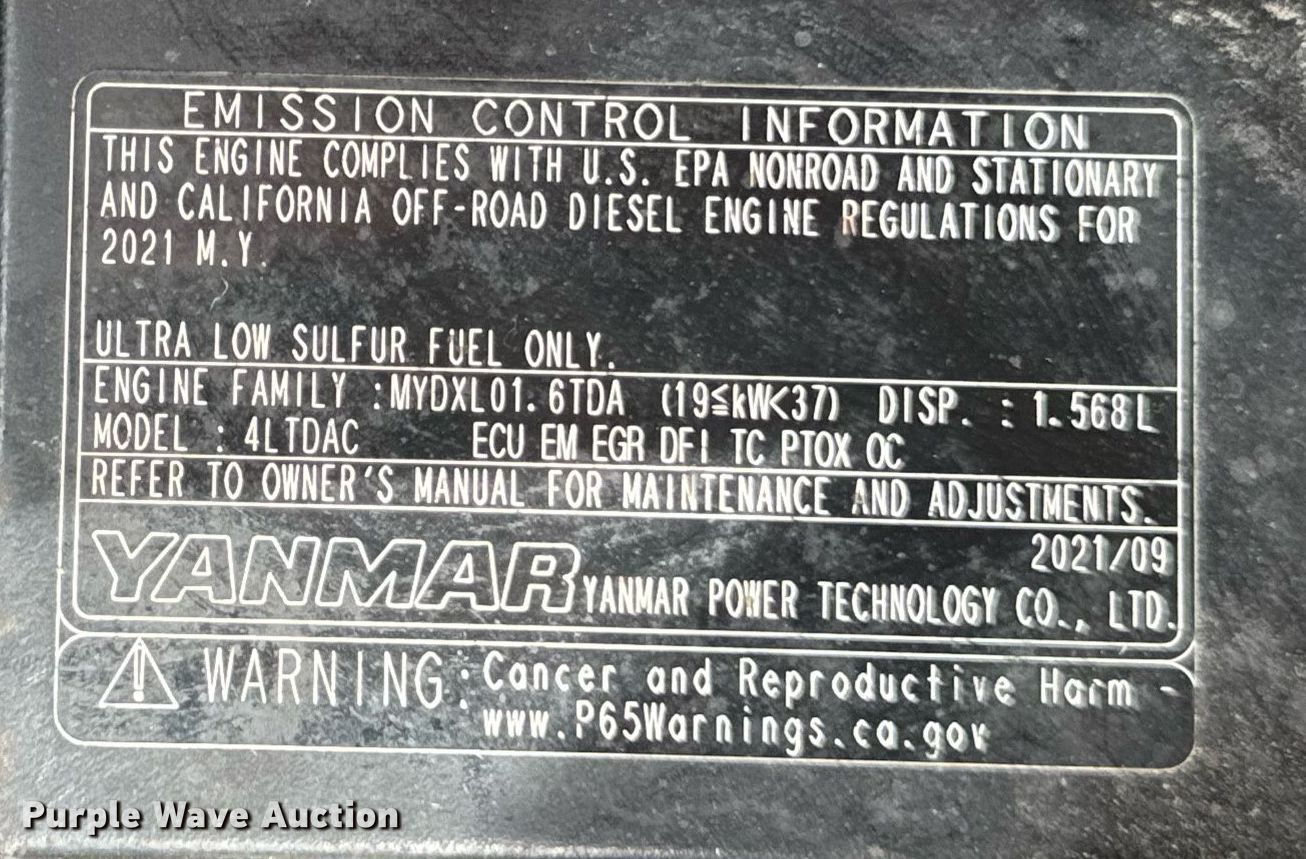 EMISSION CONTROL INFORMATION
THIS ENGINE COMPLIES WITH U.S. EPA NONROAD AND STATIONARY
AND CALIFORNIA OFF-ROAD DIESEL ENGINE REGULATIONS FOR
2021 M.Y.
ULTRA LOW SULFUR FUEL ONLY.
ENGINE FAMILY :MYDXL01.6TDA (19≦kW<37) DISP. : 1.568L
MODEL : 4LTDAC ECU EM EGR DFI TC PTOX OC
REFER TO OWNER'S MANUAL FOR MAINTENANCE AND ADJUSTMENTS.
2021/09
YANMAR YANMAR POWER TECHNOLOGY CO., LTD.
WARNING: Cancer and Reproductive Harm -
www.P65Warnings.ca.gov
Purple Wave Auction